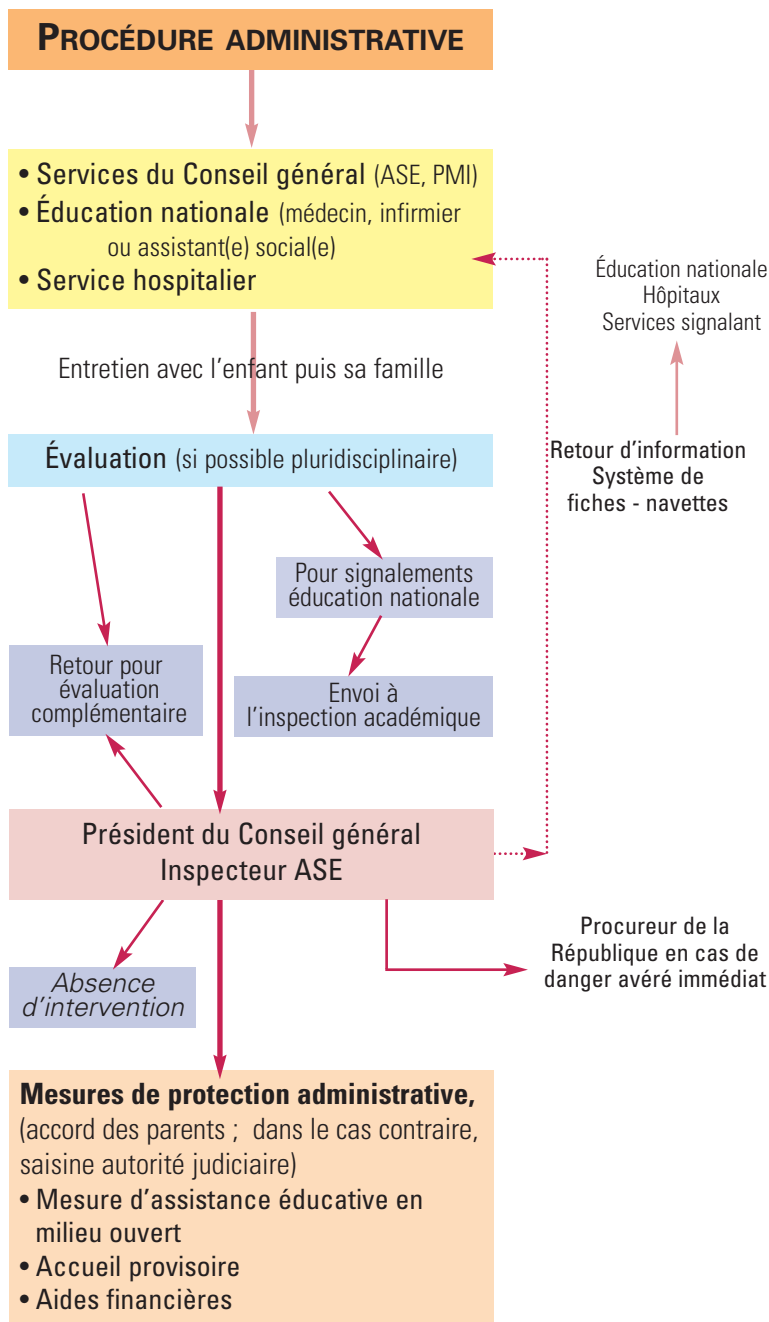 PROCÉDURE ADMINISTRATIVE
• Services du Conseil général (ASE, PMI)
• Éducation nationale (médecin, infirmier
ou assistant(e) social(e)
• Service hospitalier
Éducation nationale
Hôpitaux
Services signalant
Entretien avec l'enfant puis sa famille
Évaluation (si possible pluridisciplinaire)
Retour d'information
Système de
fiches - navettes
Pour signalements
éducation nationale
Retour pour
évaluation
complémentaire
Envoi à
l'inspection académique
Président du Conseil général
Inspecteur ASE
Procureur de la
République en cas de
danger avéré immédiat
Absence
d'intervention
Mesures de protection administrative,
(accord des parents ; dans le cas contraire,
saisine autorité judiciaire)
• Mesure d'assistance éducative en
milieu ouvert
• Accueil provisoire
• Aides financières